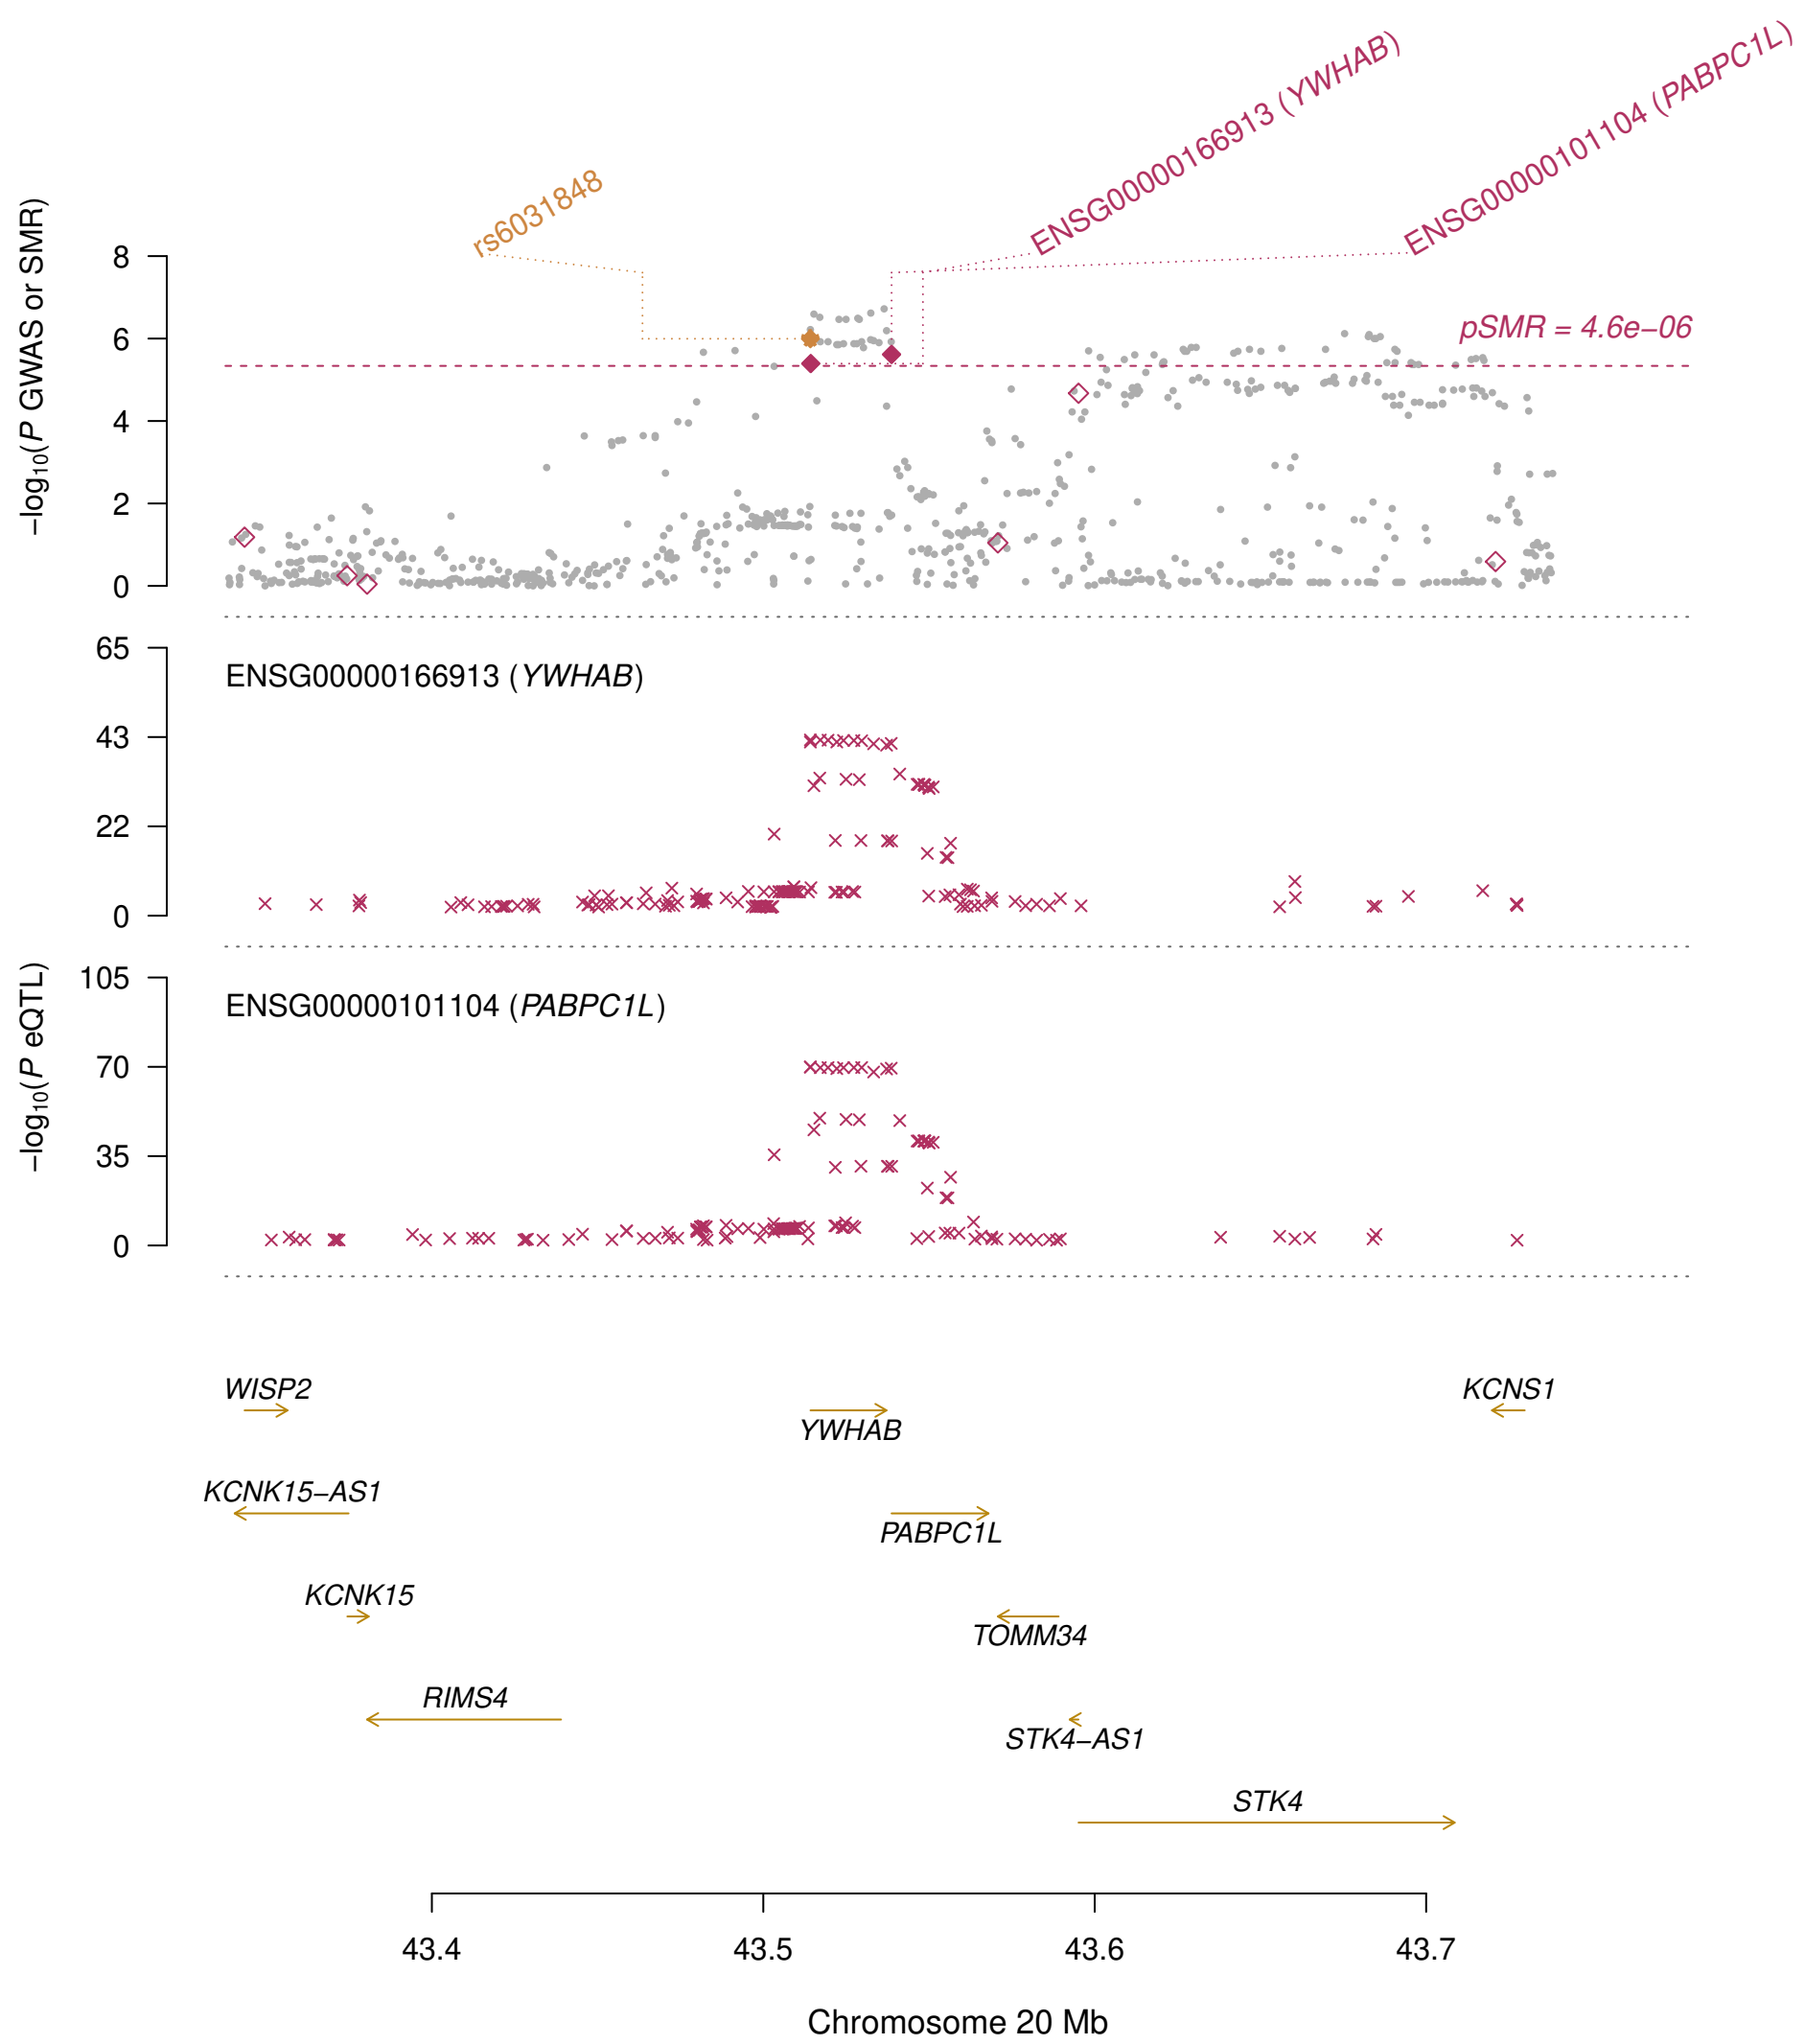 rs6031848
ENSG00000166913 (YWHAB)
ENSG00000101104 (PABPC1L)
−log10(P GWAS or SMR)
8
6
4
2
0
pSMR = 4.6e−06
ENSG00000166913 (YWHAB)
65
43
22
0
−log10(P eQTL)
ENSG00000101104 (PABPC1L)
105
70
35
0
WISP2
KCNS1
YWHAB
KCNK15−AS1
PABPC1L
KCNK15
TOMM34
RIMS4
STK4−AS1
STK4
43.4 43.5 43.6 43.7
Chromosome 20 Mb